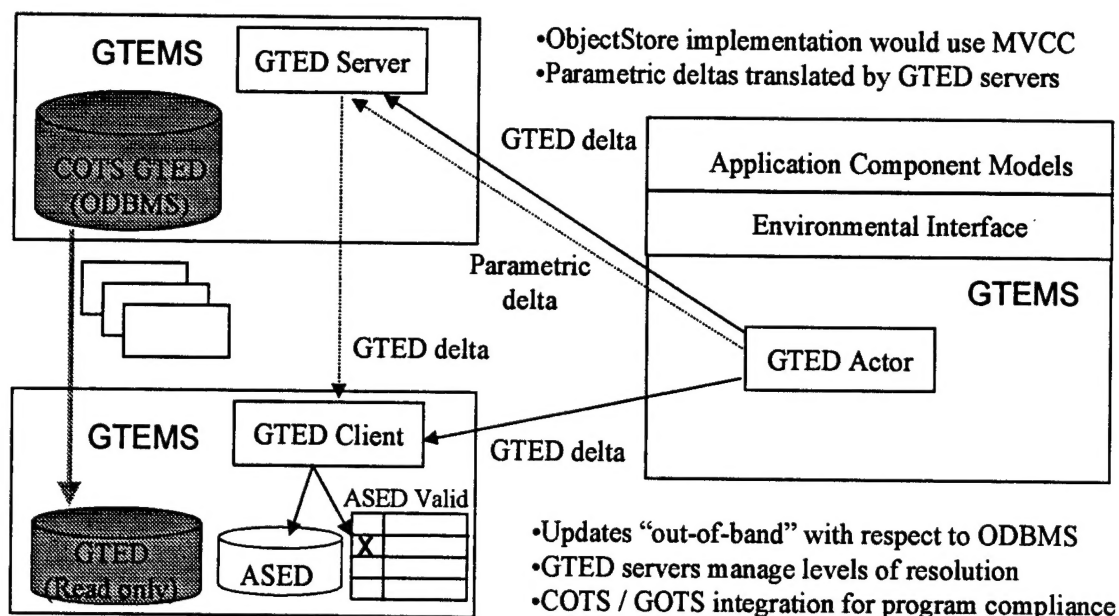 GTEMS
GTED Server
COTS GTED
(ODBMS)
•ObjectStore implementation would use MVCC
•Parametric deltas translated by GTED servers
GTED delta
Application Component Models
Environmental Interface
GTEMS
GTED Actor
Parametric
delta
GTED delta
GTED delta
GTEMS
GTED Client
ASED Valid
X
GTED
(Read only)
ASED
•Updates “out-of-band” with respect to ODBMS
•GTED servers manage levels of resolution
•COTS / GOTS integration for program compliance